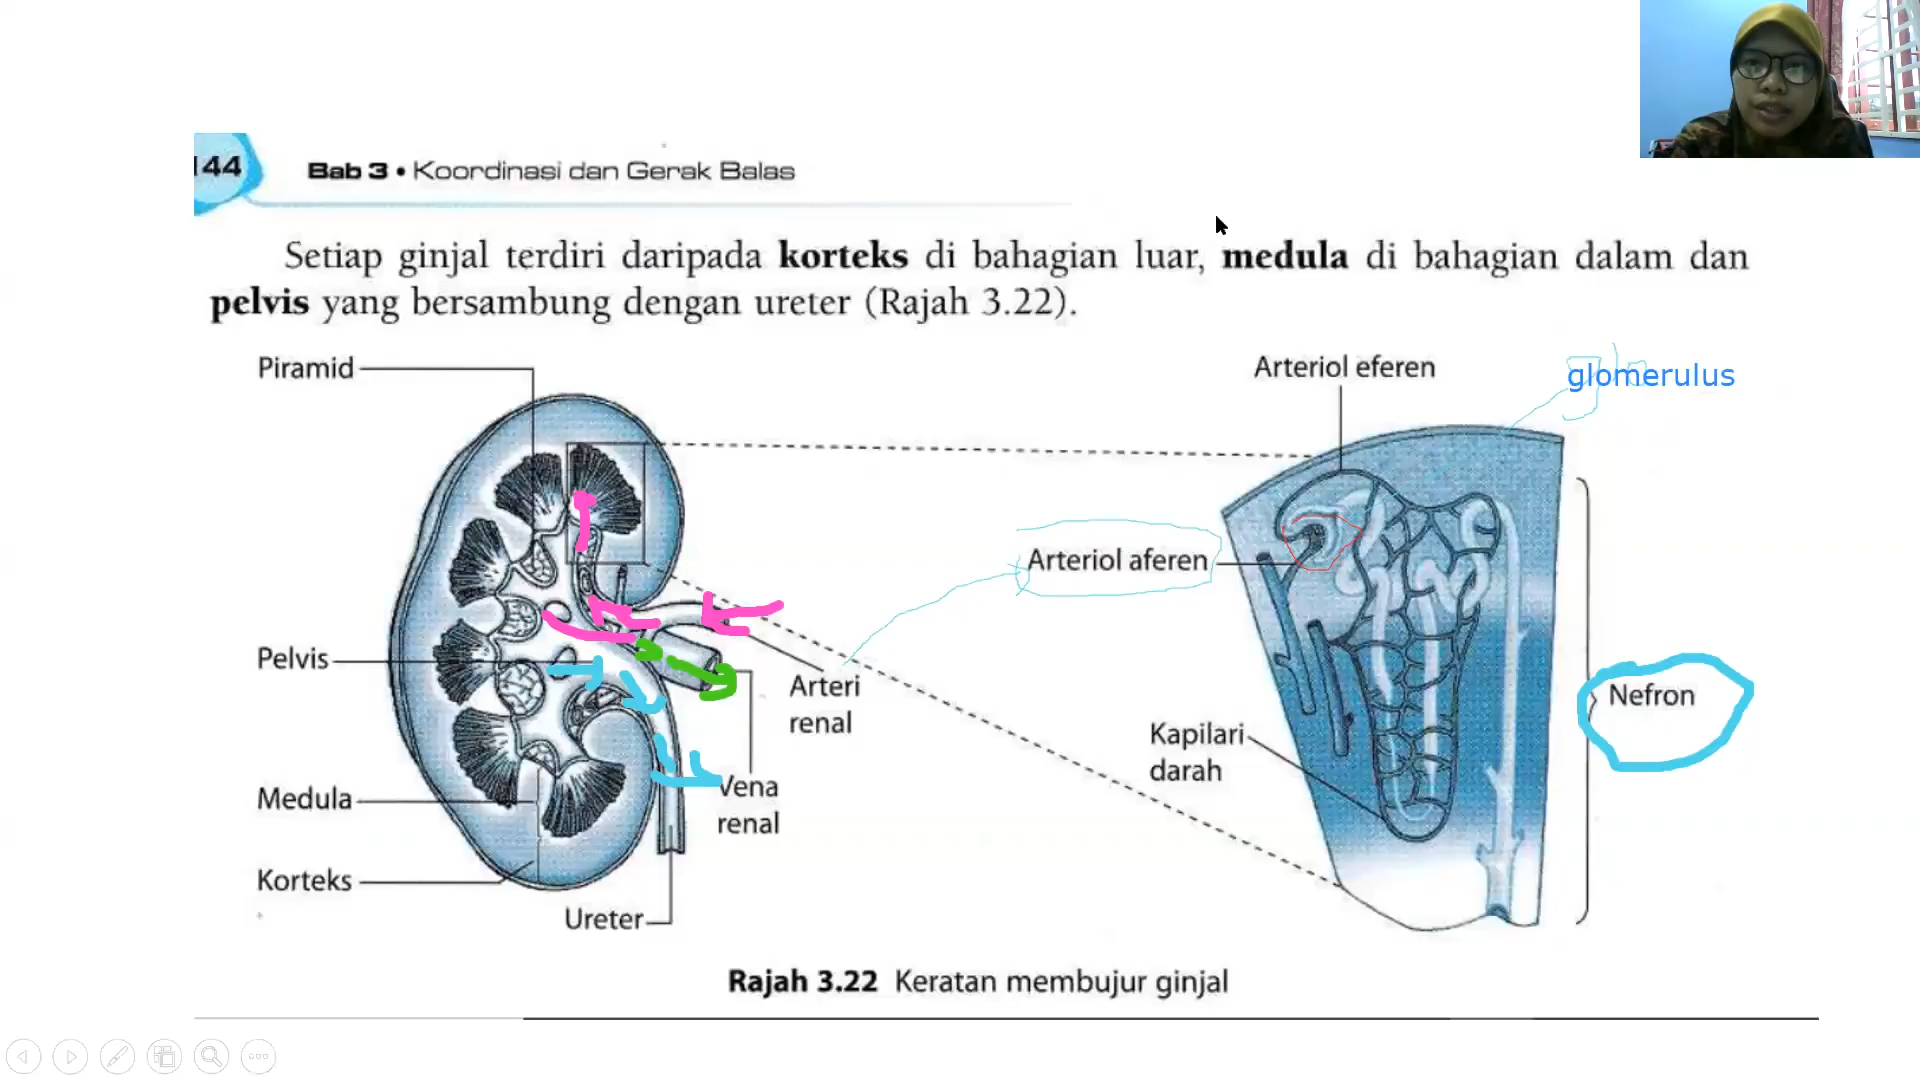 144
Bab 3 • Koordinasi dan Gerak Balas
Setiap ginjal terdiri daripada korteks di bahagian luar, medula di bahagian dalam dan
pelvis yang bersambung dengan ureter (Rajah 3.22).
Piramid
Pelvis
Medula
Korteks
Ureter
Arteri
renal
Vena
renal
Arteriol eferen
glomerulus
Arteriol aferen
Kapilari
darah
Nefron
Rajah 3.22 Keratan membujur ginjal